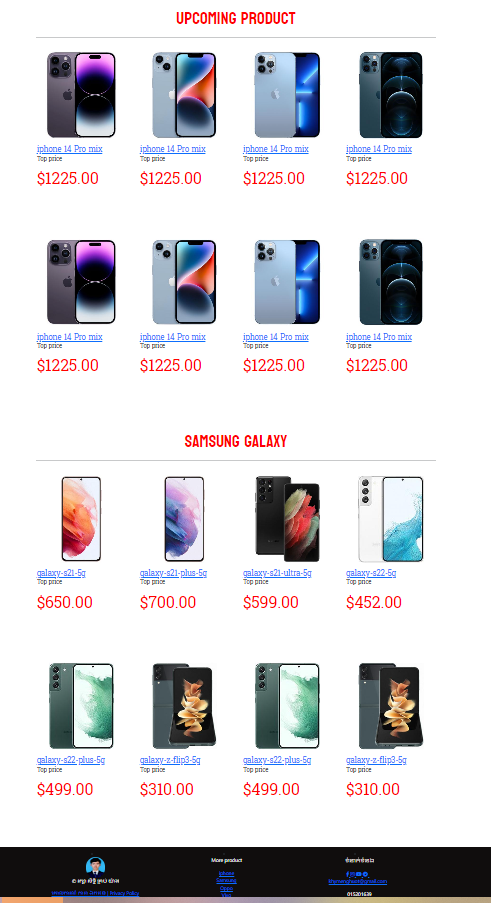 UPCOMING PRODUCT
iphone 14 Pro mix
Top price
$1225.00
iphone 14 Pro mix
Top price
$1225.00
iphone 14 Pro mix
Top price
$1225.00
iphone 14 Pro mix
Top price
$1225.00
iphone 14 Pro mix
Top price
$1225.00
iphone 14 Pro mix
Top price
$1225.00
iphone 14 Pro mix
Top price
$1225.00
iphone 14 Pro mix
Top price
$1225.00
SAMSUNG GALAXY
galaxy-s21-5g
Top price
$650.00
galaxy-s21-plus-5g
Top price
$700.00
galaxy-s21-ultra-5g
Top price
$599.00
galaxy-s22-5g
Top price
$452.00
galaxy-s22-plus-5g
Top price
$499.00
galaxy-z-flip3-5g
Top price
$310.00
galaxy-s22-plus-5g
Top price
$499.00
galaxy-z-flip3-5g
Top price
$310.00
| Privacy Policy
More product
Iphone
Samsung
Oppo
Vivo
015201639